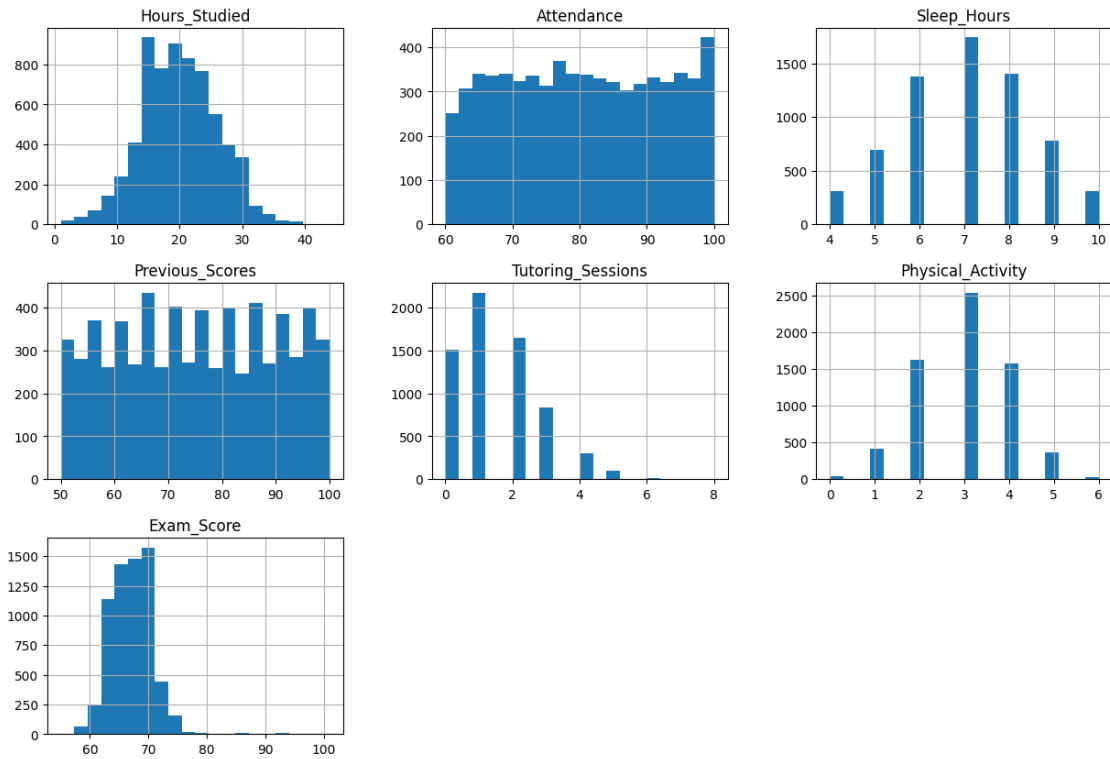 Hours_Studied
800
600
400
200
0
0 10 20 30 40
Attendance
400
300
200
100
0
60 70 80 90 100
Sleep_Hours
1500
1000
500
0
4 5 6 7 8 9 10
Previous_Scores
400
300
200
100
0
50 60 70 80 90 100
Tutoring_Sessions
2000
1500
1000
500
0
0 2 4 6 8
Physical_Activity
2500
2000
1500
1000
500
0
0 1 2 3 4 5 6
Exam_Score
1500
1250
1000
750
500
250
0
60 70 80 90 100